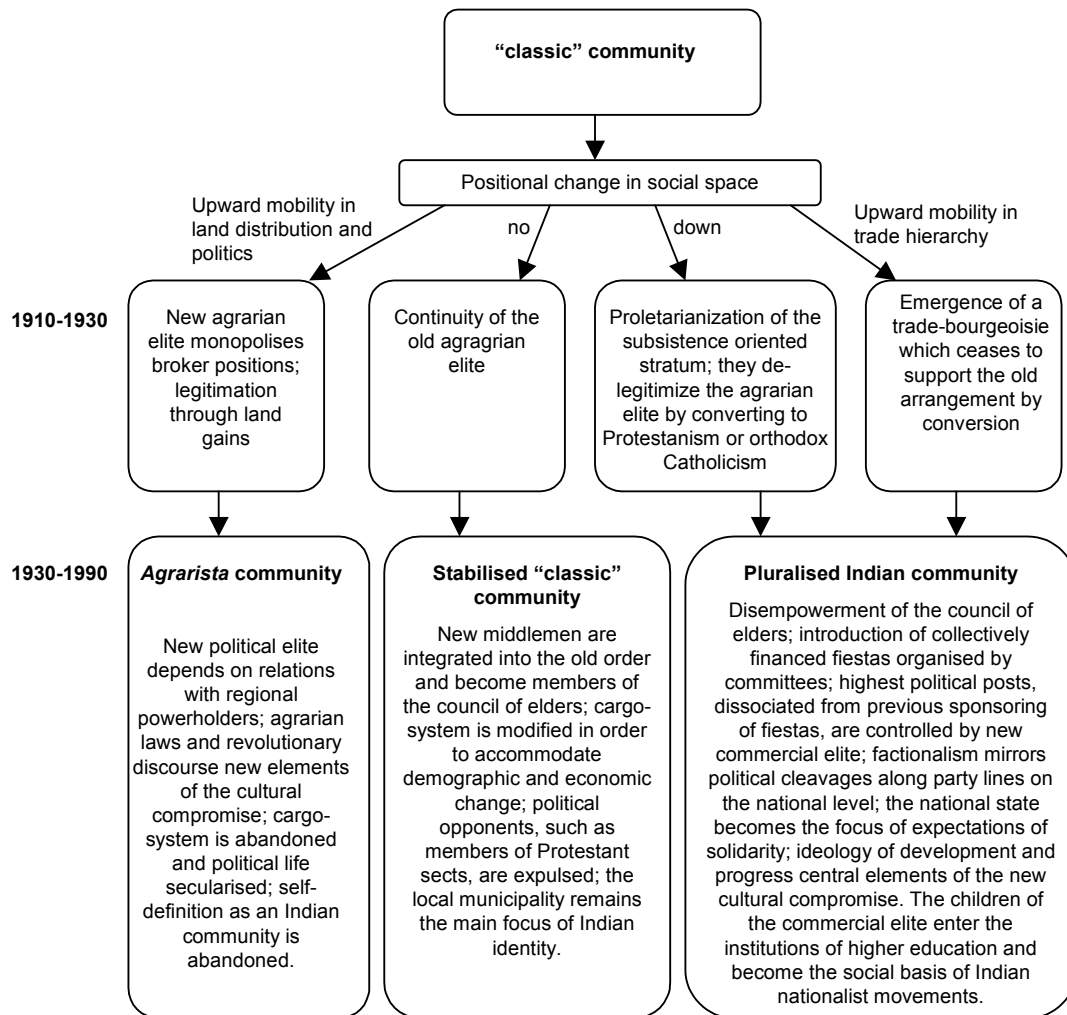 “classic” community
Positional change in social space
Upward mobility in
land distribution and
politics
no
down
Upward mobility in
trade hierarchy
1910-1930
New agrarian
elite monopolises
broker positions;
legitimation
through land
gains
Continuity of the
old agragrian
elite
Proletarianization of the
subsistence oriented
stratum; they de-
legitimize the agrarian
elite by converting to
Protestanism or orthodox
Catholicism
Emergence of a
trade-bourgeoisie
which ceases to
support the old
arrangement by
conversion
1930-1990
Agrarista community
New political elite
depends on relations
with regional
powerholders; agrarian
laws and revolutionary
discourse new elements
of the cultural
compromise; cargo-
system is abandoned
and political life
secularised; self-
definition as an Indian
community is
abandoned.
Stabilised “classic”
community
New middlemen are
integrated into the old order
and become members of
the council of elders; cargo-
system is modified in order
to accommodate
demographic and economic
change; political
opponents, such as
members of Protestant
sects, are expulsed; the
local municipality remains
the main focus of Indian
identity.
Pluralised Indian community
Disempowerment of the council of
elders; introduction of collectively
financed fiestas organised by
committees; highest political posts,
dissociated from previous sponsoring
of fiestas, are controlled by new
commercial elite; factionalism mirrors
political cleavages along party lines on
the national level; the national state
becomes the focus of expectations of
solidarity; ideology of development and
progress central elements of the new
cultural compromise. The children of
the commercial elite enter the
institutions of higher education and
become the social basis of Indian
nationalist movements.